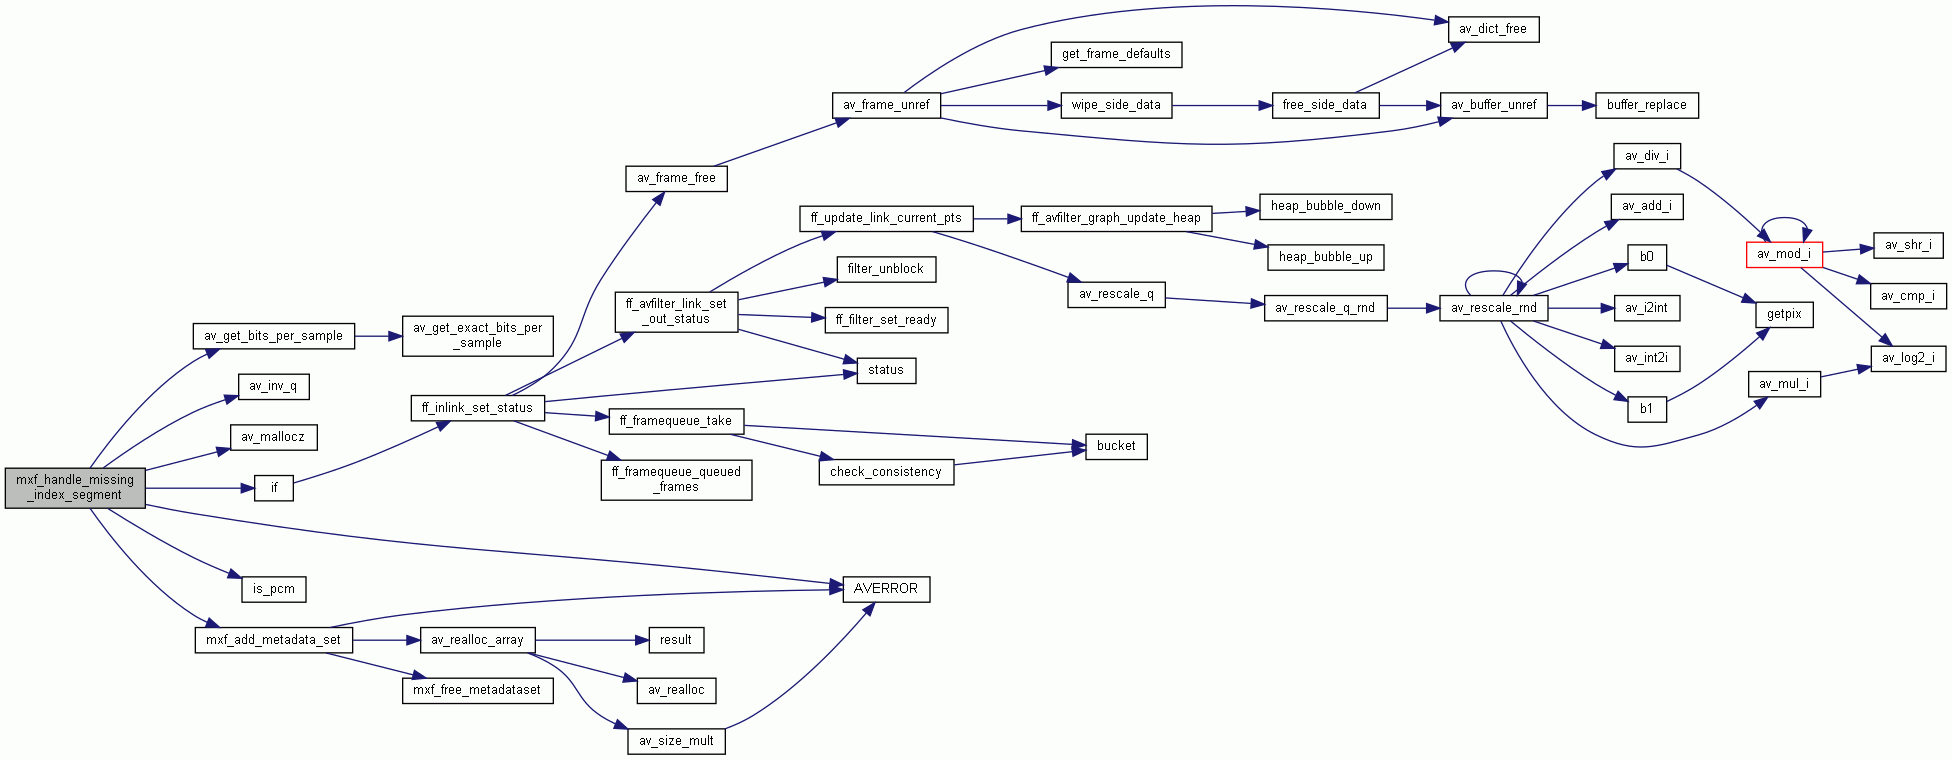 av_dict_free
get_frame_defaults
av_frame_unref
wipe_side_data
free_side_data
av_buffer_unref
buffer_replace
av_div_i
av_frame_free
av_add_i
heap_bubble_down
ff_update_link_current_pts
ff_avfilter_graph_update_heap
av_shr_i
av_mod_i
b0
heap_bubble_up
filter_unblock
av_rescale_q
av_cmp_i
ff_avfilter_link_set
_out_status
av_rescale_q_rnd
av_rescale_rnd
av_i2int
getpix
ff_filter_set_ready
av_get_bits_per_sample
av_get_exact_bits_per
_sample
av_int2i
av_log2_i
status
av_inv_q
av_mul_i
ff_inlink_set_status
b1
ff_framequeue_take
av_mallocz
bucket
check_consistency
ff_framequeue_queued
_frames
mxf_handle_missing
_index_segment
if
is_pcm
AVERROR
mxf_add_metadata_set
av_realloc_array
result
mxf_free_metadataset
av_realloc
av_size_mult